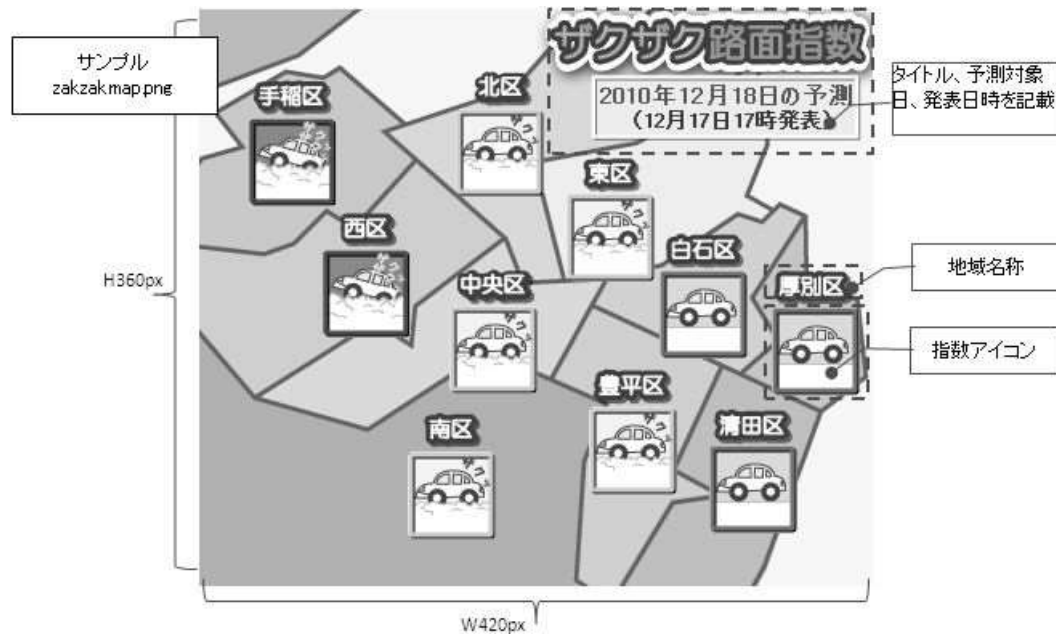 サンプル
zakzakmap.png
ザクザク路面指数
2010年12月18日の予測
(12月17日17時発表)
タイトル、予測対象
日、発表日時を記載
手稲区
北区
東区
西区
白石区
中央区
厚別区
地域名称
H360px
指数アイコン
豊平区
南区
清田区
W420px